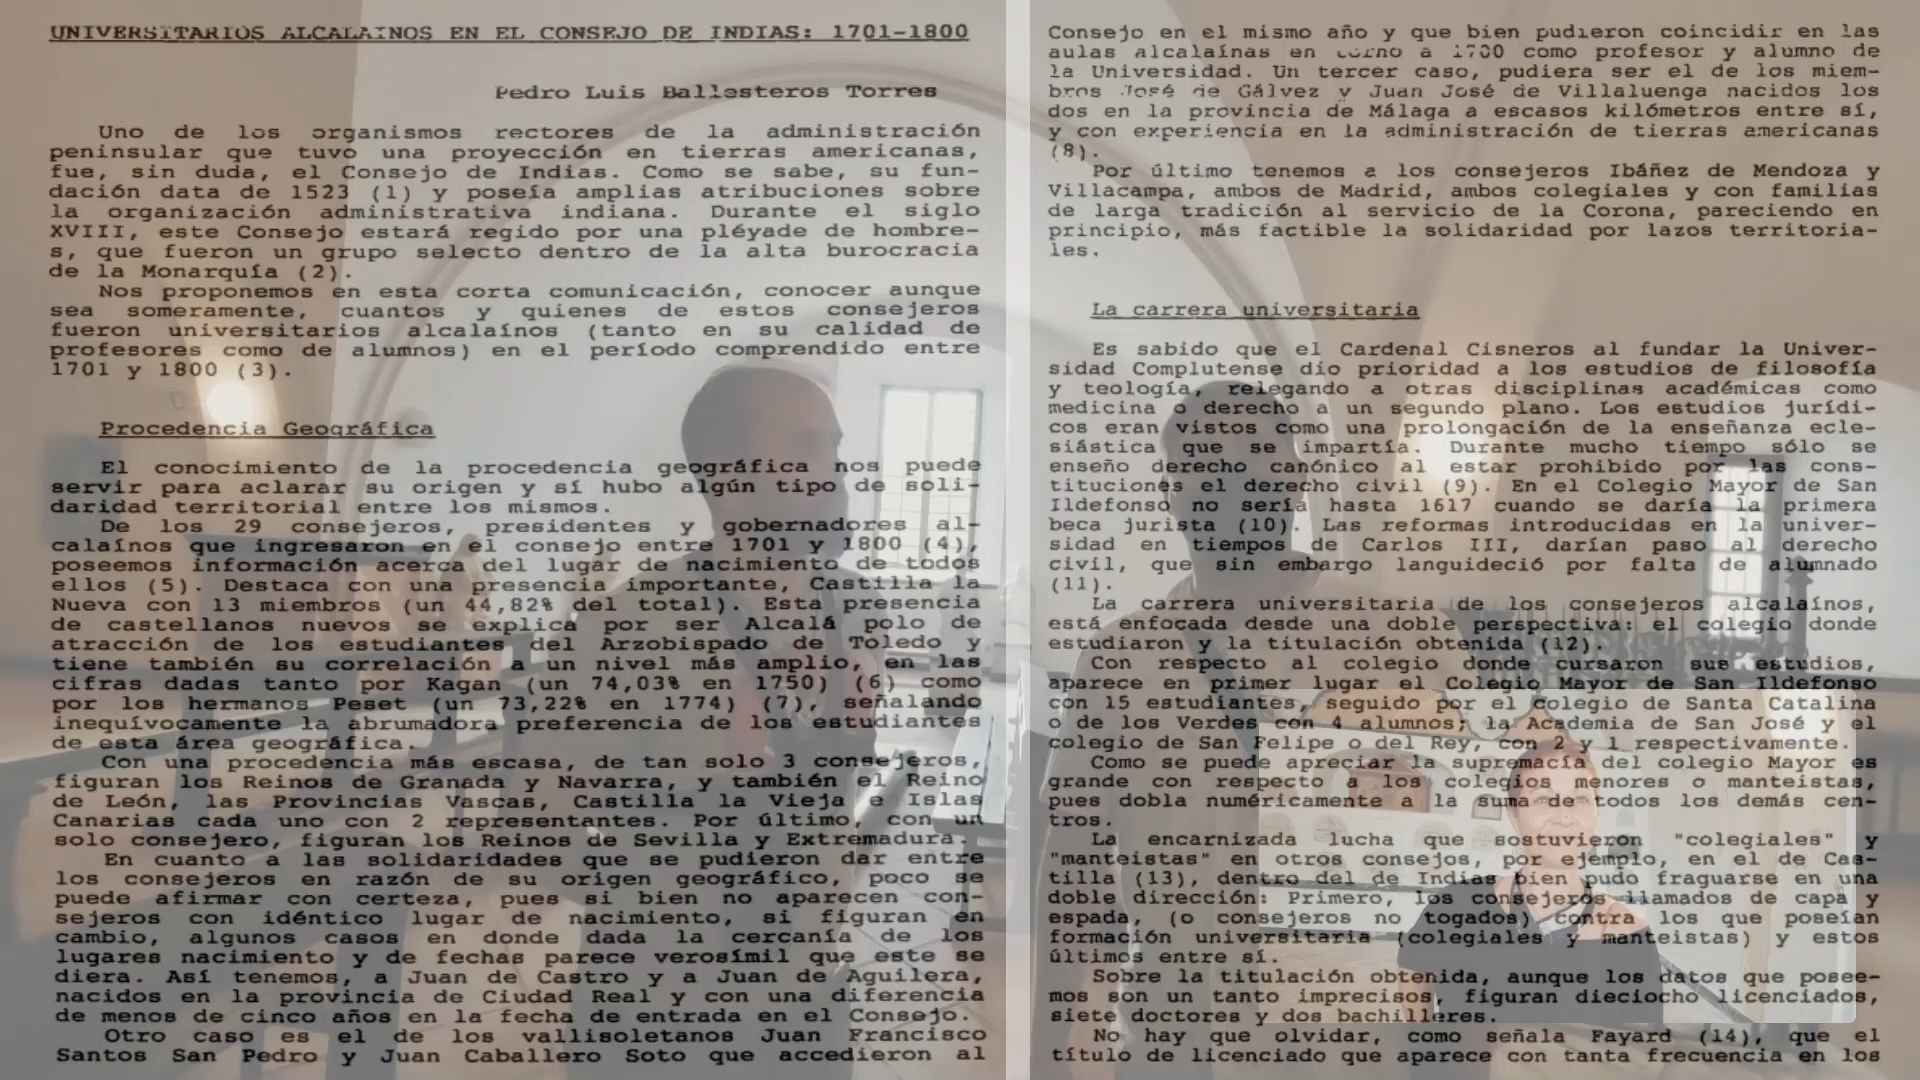 UNIVERSITARIOS ALCALAINOS EN EL CONSEJO DE INDIAS: 1701-1800
Pedro Luis Ballesteros Torres
Uno de los organismos rectores de la administración
peninsular que tuvo una proyección en tierras americanas,
fue, sin duda, el Consejo de Indias. Como se sabe, su fun-
dación data de 1523 (1) y poseía amplias atribuciones sobre
la organización administrativa indiana. Durante el siglo
XVIII, este Consejo estará regido por una pléyade de hombre-
s, que fueron un grupo selecto dentro de la alta burocracia
de la Monarquía (2).
Nos proponemos en esta corta comunicación, conocer aunque
sea someramente, cuantos y quienes de estos consejeros
fueron universitarios alcalaínos (tanto en su calidad de
profesores como de alumnos) en el período comprendido entre
1701 y 1800 (3).
Procedencia Geográfica
El conocimiento de la procedencia geográfica nos puede
servir para aclarar su origen y sí hubo algún tipo de soli-
daridad territorial entre los mismos.
De los 29 consejeros, presidentes y gobernadores al-
calaínos que ingresaron en el consejo entre 1701 y 1800 (4),
poseemos información acerca del lugar de nacimiento de todos
ellos (5). Destaca con una presencia importante, Castilla la
Nueva con 13 miembros (un 44,82% del total). Esta presencia
de castellanos nuevos se explica por ser Alcalá polo de
atracción de los estudiantes del Arzobispado de Toledo y
tiene también su correlación a un nivel más amplio, en las
cifras dadas tanto por Kagan (un 74,03% en 1750) (6) como
por los hermanos Peset (un 73,22% en 1774) (7), señalando
inequívocamente la abrumadora preferencia de los estudiantes
de esta área geográfica.
Con una procedencia más escasa, de tan solo 3 consejeros,
figuran los Reinos de Granada y Navarra, y también el Reino
de León, las Provincias Vascas, Castilla la Vieja e Islas
Canarias cada uno con 2 representantes. Por último, con un
solo consejero, figuran los Reinos de Sevilla y Extremadura.
En cuanto a las solidaridades que se pudieron dar entre
los consejeros en razón de su origen geográfico, poco se
puede afirmar con certeza, pues si bien no aparecen con-
sejeros con idéntico lugar de nacimiento, si figuran en
cambio, algunos casos en donde dada la cercanía de los
lugares nacimiento y de fechas parece verosímil que este se
diera. Así tenemos, a Juan de Castro y a Juan de Aguilera,
nacidos en la provincia de Ciudad Real y con una diferencia
de menos de cinco años en la fecha de entrada en el Consejo.
Otro caso es el de los vallisoletanos Juan Francisco
Santos San Pedro y Juan Caballero Soto que accedieron al
Consejo en el mismo año y que bien pudieron coincidir en las
aulas alcalaínas en torno a 1700 como profesor y alumno de
la Universidad. Un tercer caso, pudiera ser el de los miem-
bros José de Gálvez y Juan José de Villaluenga nacidos los
dos en la provincia de Málaga a escasos kilómetros entre sí,
y con experiencia en la administración de tierras americanas
(8).
Por último tenemos a los consejeros Ibáñez de Mendoza y
Villacampa, ambos de Madrid, ambos colegiales y con familias
de larga tradición al servicio de la Corona, pareciendo en
principio, más factible la solidaridad por lazos territoria-
les.
La carrera universitaria
Es sabido que el Cardenal Cisneros al fundar la Univer-
sidad Complutense dio prioridad a los estudios de filosofía
y teología, relegando a otras disciplinas académicas como
medicina o derecho a un segundo plano. Los estudios jurídi-
cos eran vistos como una prolongación de la enseñanza ecle-
siástica que se impartía. Durante mucho tiempo sólo se
enseño derecho canónico al estar prohibido por las cons-
tituciones el derecho civil (9). En el Colegio Mayor de San
Ildefonso no sería hasta 1617 cuando se daría la primera
beca jurista (10). Las reformas introducidas en la univer-
sidad en tiempos de Carlos III, darían paso al derecho
civil, que sin embargo languideció por falta de alumnado
(11).
La carrera universitaria de los consejeros alcalaínos,
está enfocada desde una doble perspectiva: el colegio donde
estudiaron y la titulación obtenida (12).
Con respecto al colegio donde cursaron sus estudios,
aparece en primer lugar el Colegio Mayor de San Ildefonso
con 15 estudiantes, seguido por el colegio de Santa Catalina
o de los Verdes con 4 alumnos; la Academia de San José y el
colegio de San Felipe o del Rey, con 2 y 1 respectivamente.
Como se puede apreciar la supremacía del colegio Mayor es
grande con respecto a los colegios menores o manteistas,
pues dobla numéricamente a la suma de todos los demás cen-
tros.
La encarnizada lucha que sostuvieron "colegiales" y
"manteistas" en otros consejos, por ejemplo, en el de Cas-
tilla (13), dentro del de Indias bien pudo fraguarse en una
doble dirección: Primero, los consejeros llamados de capa y
espada, (o consejeros no togados) contra los que poseían
formación universitaria (colegiales y manteistas) y estos
últimos entre sí.
Sobre la titulación obtenida, aunque los datos que posee-
mos son un tanto imprecisos, figuran dieciocho licenciados,
siete doctores y dos bachilleres.
No hay que olvidar, como señala Fayard (14), que el
título de licenciado que aparece con tanta frecuencia en los